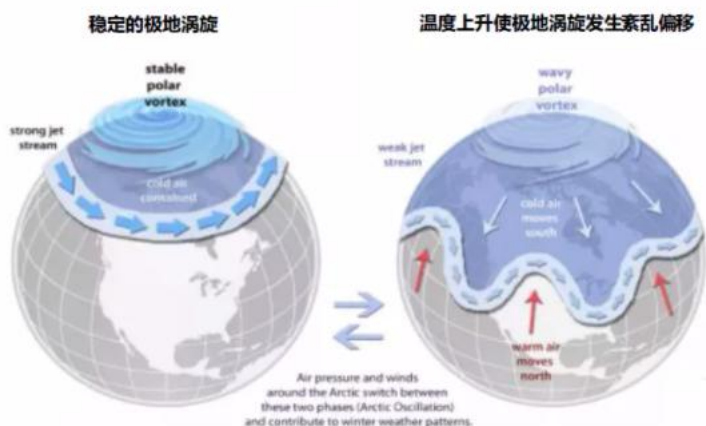 稳定的极地涡旋
stable
polar
vortex
strong jet
stream
cold air
contained
温度上升使极地涡旋发生紊乱偏移
wavy
polar
vortex
weak jet
stream
cold air
moves
south
warm air
moves
north
Air pressure and winds
around the Arctic switch between
these two phases (Arctic Oscillation)
and contribute to winter weather patterns.